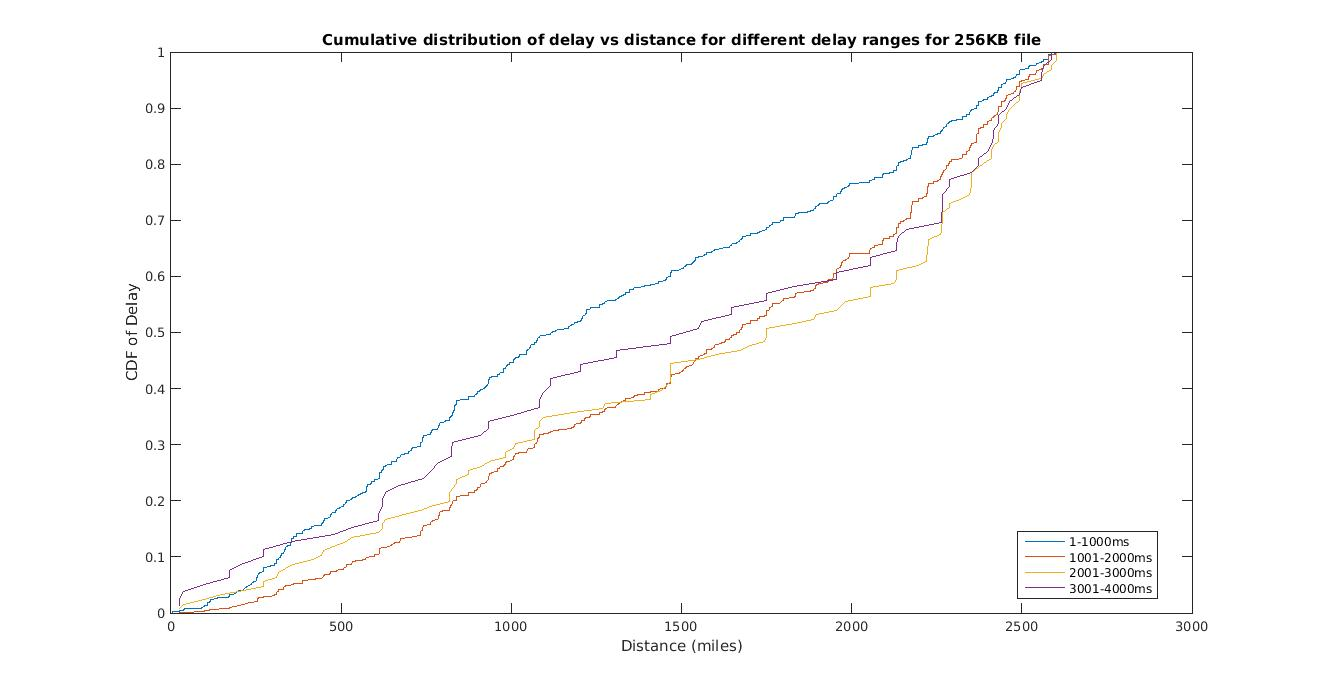 Cumulative distribution of delay vs distance for different delay ranges for 256KB file
1
0.9
0.8
0.7
0.6
0.5
0.4
0.3
0.2
0.1
0
CDF of Delay
0 500 1000 1500 2000 2500 3000
Distance (miles)
1-1000ms
1001-2000ms
2001-3000ms
3001-4000ms